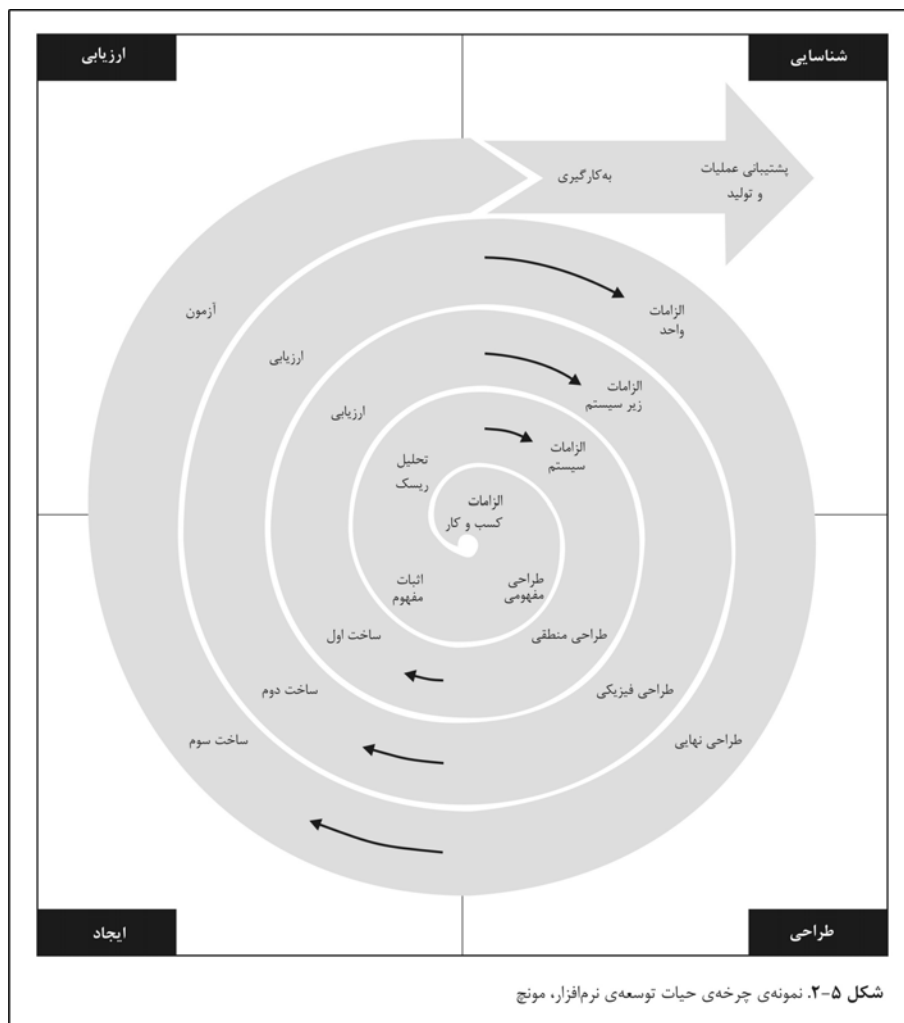 شناسایی
ارزیابی
پشتیبانی عملیات
و تولید
به‌کارگیری
الزامات
واحد
آزمون
الزامات
زیر سیستم
ارزیابی
الزامات
سیستم
ارزیابی
تحلیل
ریسک
الزامات
کسب و کار
طراحی
مفهومی
اثبات
مفهوم
طراحی منطقی
ساخت اول
طراحی فیزیکی
ساخت دوم
طراحی نهایی
ساخت سوم
طراحی
ایجاد
شکل ۵-۲. نمونه‌ی چرخه‌ی حیات توسعه‌ی نرم‌افزار، مونچ